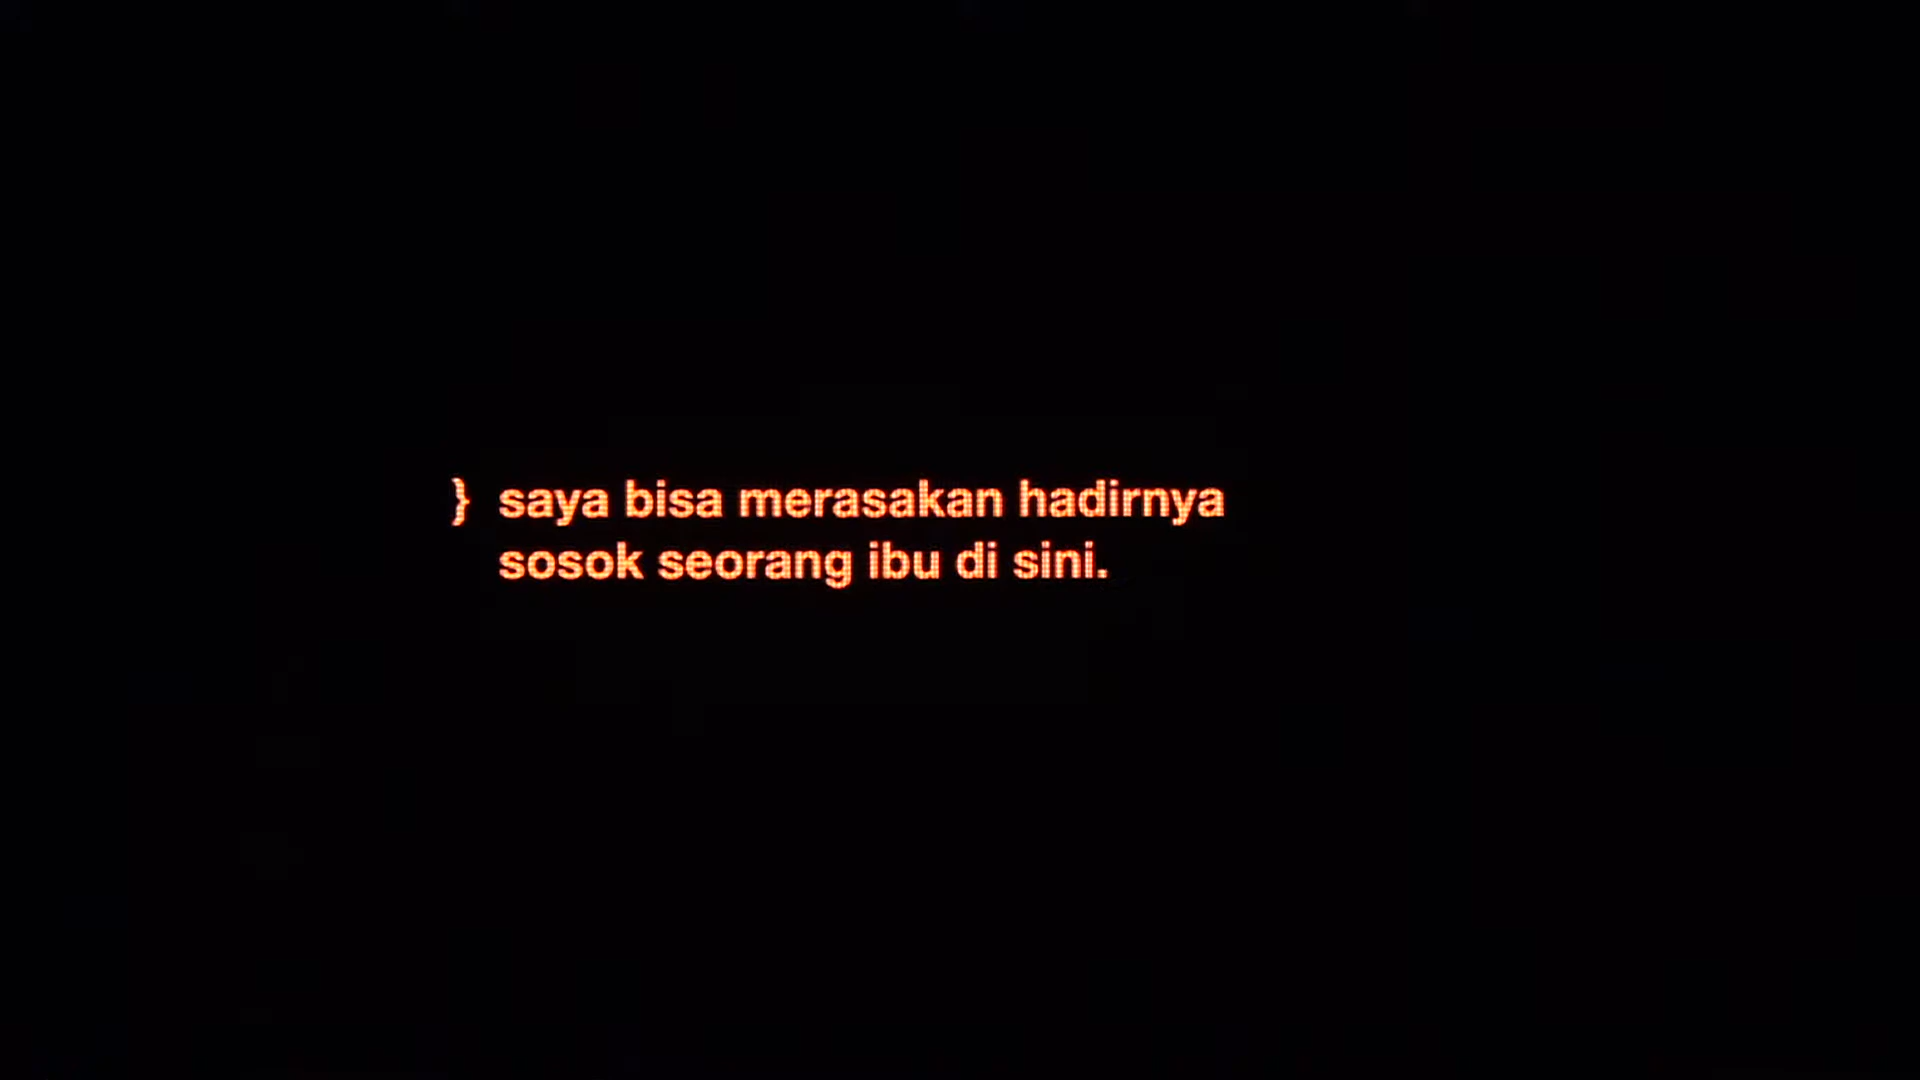 } saya bisa merasakan hadirnya
sosok seorang ibu di sini.